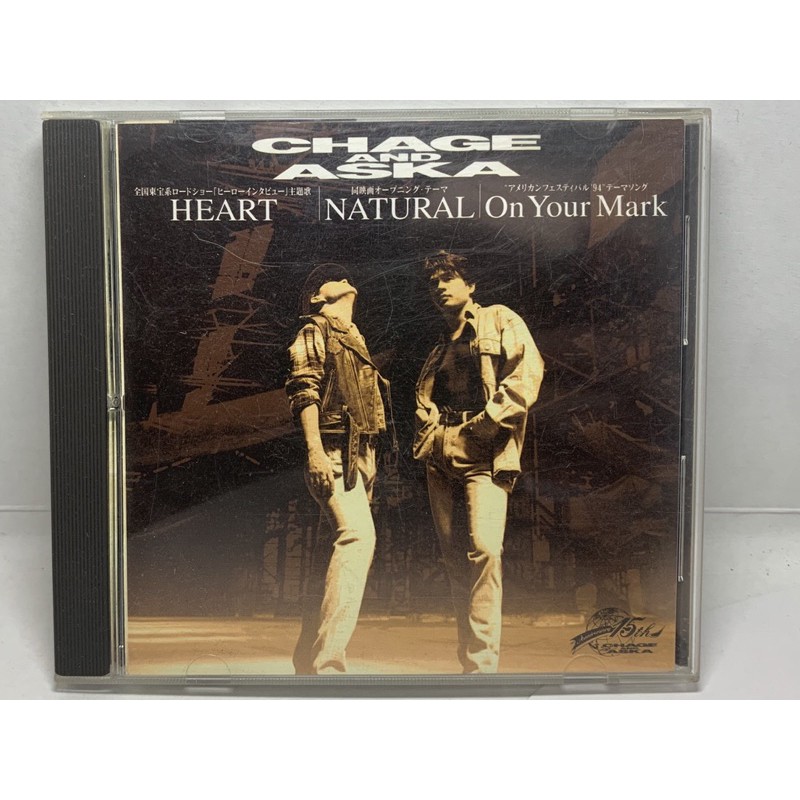 CHAGE
AND
ASKA
全国東宝系ロードショー「ヒーローインタビュー」主題歌
HEART
同映画オープニング・テーマ
NATURAL
"アメリカンフェスティバル'94"テーマソング
On Your Mark
Anniversary 15th
CHAGE
ASKA